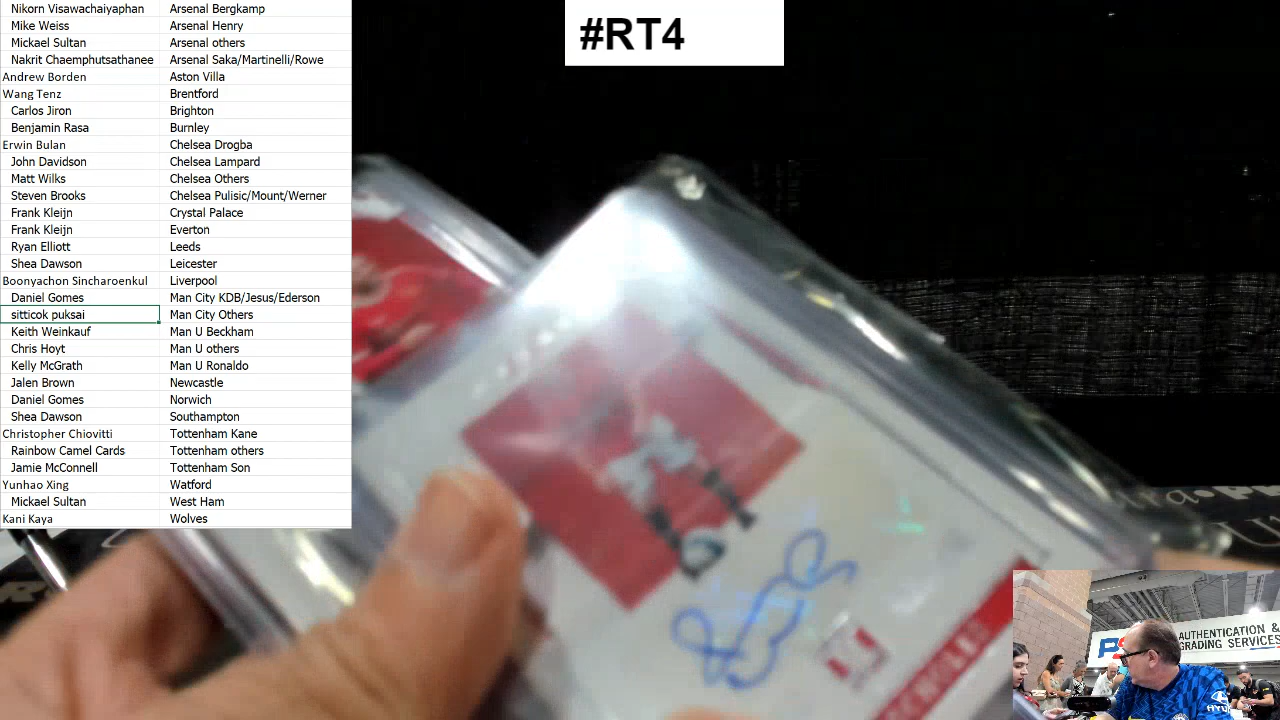 #RT4
Nikorn Visawachaiyaphan Arsenal Bergkamp
Mike Weiss Arsenal Henry
Mickael Sultan Arsenal others
Nakrit Chaemphutsathanee Arsenal Saka/Martinelli/Rowe
Andrew Borden Aston Villa
Wang Tenz Brentford
Carlos Jiron Brighton
Benjamin Rasa Burnley
Erwin Bulan Chelsea Drogba
John Davidson Chelsea Lampard
Matt Wilks Chelsea Others
Steven Brooks Chelsea Pulisic/Mount/Werner
Frank Kleijn Crystal Palace
Frank Kleijn Everton
Ryan Elliott Leeds
Shea Dawson Leicester
Boonyachon Sincharoenkul Liverpool
Daniel Gomes Man City KDB/Jesus/Ederson
sitticok puksai Man City Others
Keith Weinkauf Man U Beckham
Chris Hoyt Man U others
Kelly McGrath Man U Ronaldo
Jalen Brown Newcastle
Daniel Gomes Norwich
Shea Dawson Southampton
Christopher Chiovitti Tottenham Kane
Rainbow Camel Cards Tottenham others
Jamie McConnell Tottenham Son
Yunhao Xing Watford
Mickael Sultan West Ham
Kani Kaya Wolves
AUTHENTICATION &
GRADING SERVICES